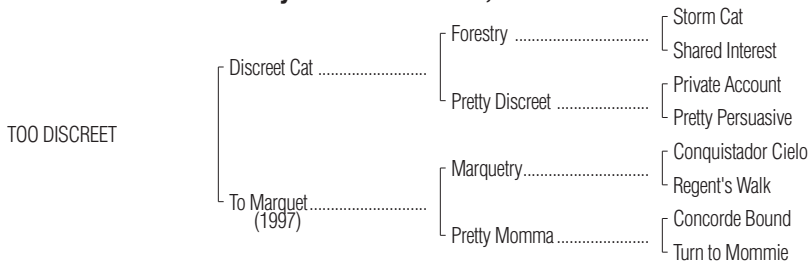 Storm Cat
Forestry
Shared Interest
Discreet Cat
Private Account
Pretty Discreet
Pretty Persuasive
TOO DISCREET
Conquistador Cielo
Marquetry
Regent's Walk
To Marquet
(1997)
Concorde Bound
Pretty Momma
Turn to Mommie